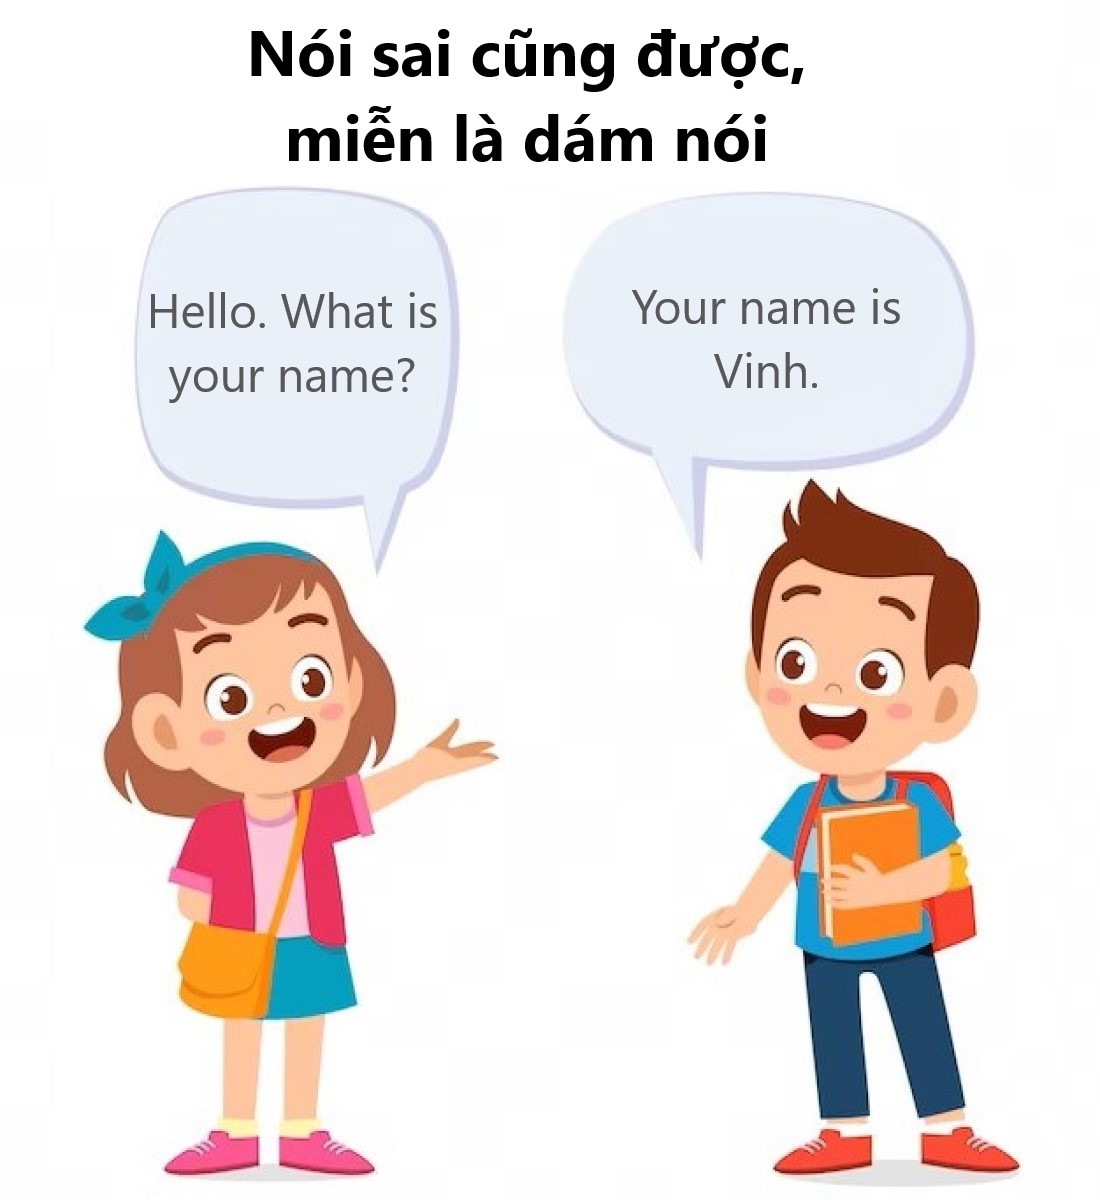 Nói sai cũng được,
miễn là dám nói
Hello. What is
your name?
Your name is
Vinh.